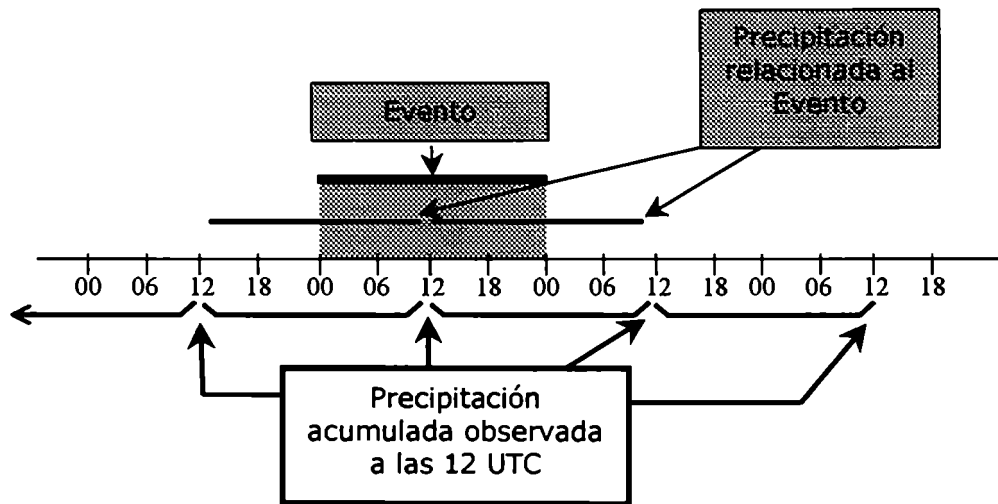 Precipitación
relacionada al
Evento
Evento
00 06 12 18 00 06 12 18 00 06 12 18 00 06 12 18
Precipitación
acumulada observada
a las 12 UTC